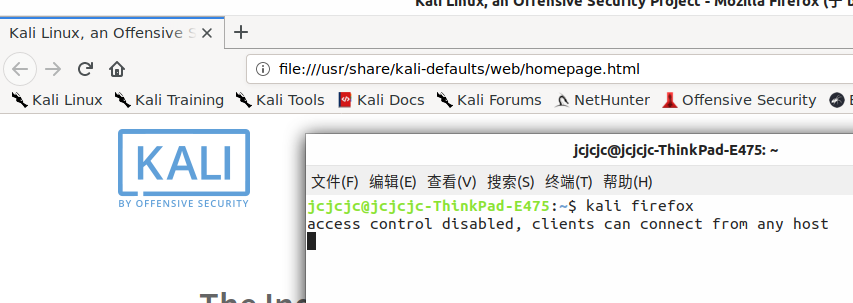 Kali Linux, an Offensive Security Project - Mozilla Firefox (于
Kali Linux, an Offensive S
file:///usr/share/kali-defaults/web/homepage.html
Kali Linux Kali Training Kali Tools Kali Docs Kali Forums NetHunter Offensive Security
KALI
BY OFFENSIVE SECURITY
jcjcjc@jcjcjc-ThinkPad-E475: ~
文件(F) 编辑(E) 查看(V) 搜索(S) 终端(T) 帮助(H)
jcjcjc@jcjcjc-ThinkPad-E475:~$ kali firefox
access control disabled, clients can connect from any host
The